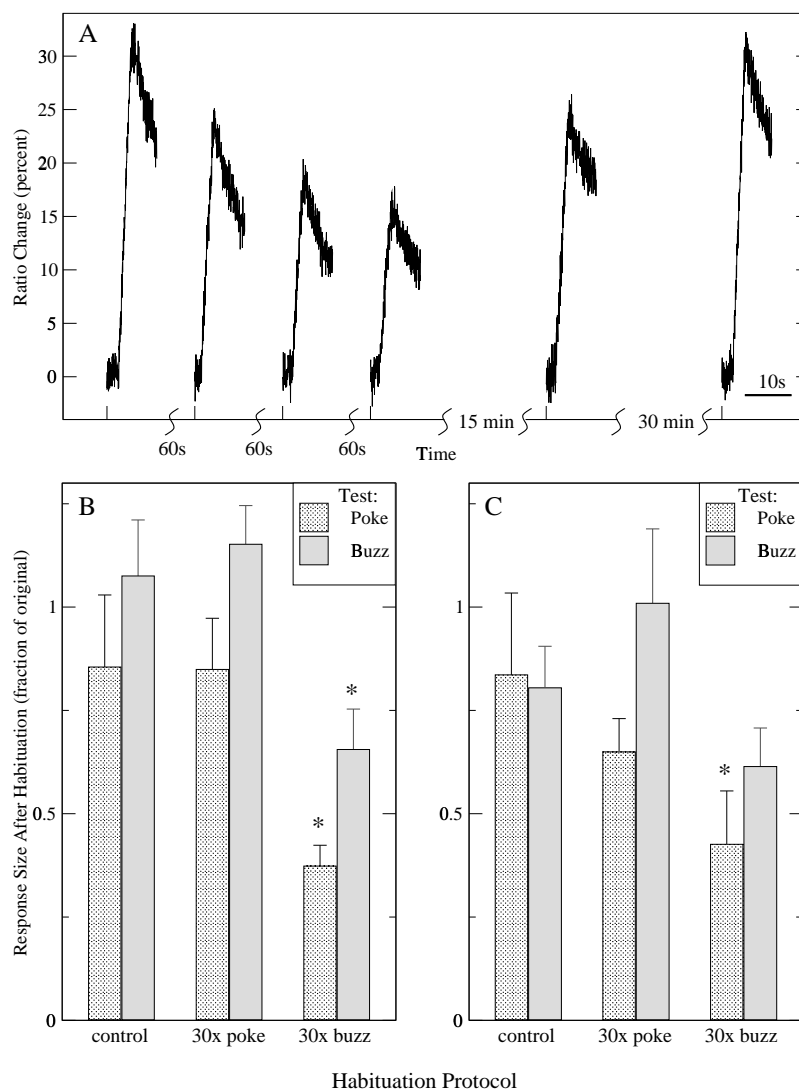 A
Ratio Change (percent)
30
25
20
15
10
5
0
10s
60s
60s
60s
15 min
30 min
Time
B
Test:
Poke
Buzz
Response Size After Habituation (fraction of original)
1
0.5
0
*
*
control
30x poke
30x buzz
C
Test:
Poke
Buzz
1
0.5
0
*
control
30x poke
30x buzz
Habituation Protocol